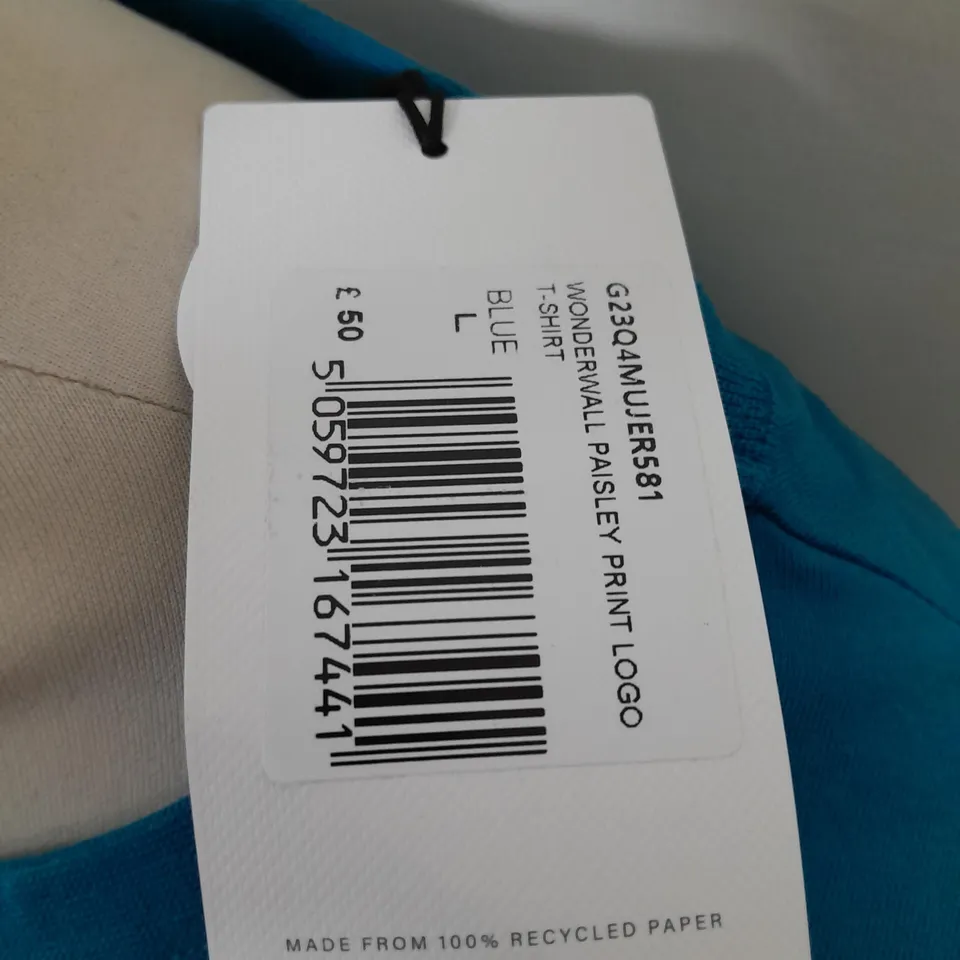 G23Q4MUJER581
WONDERWALL PAISLEY PRINT LOGO
T-SHIRT
BLUE
L
£ 50
5 059723 167441
MADE FROM 100% RECYCLED PAPER